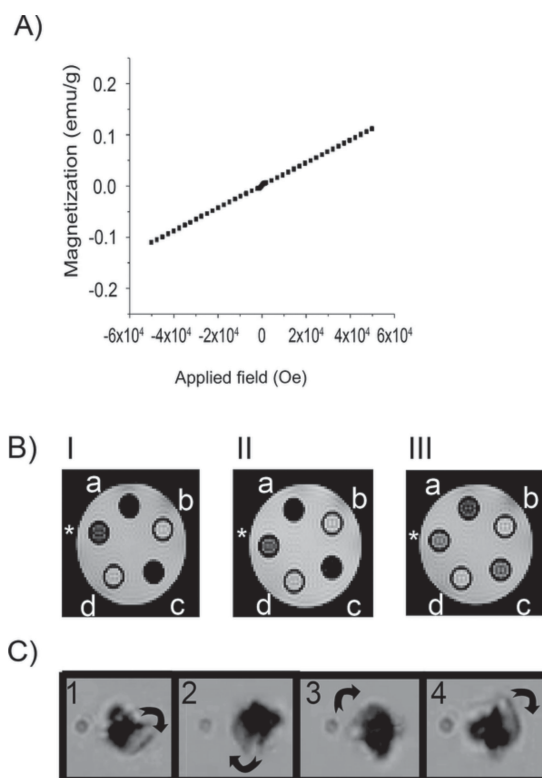 A)
Magnetization (emu/g)
0.2
0.1
0.0
-0.1
-0.2
-6x10⁴ -4x10⁴ -2x10⁴ 0 2x10⁴ 4x10⁴ 6x10⁴
Applied field (Oe)
B) I II III
a b c d *
a b c d *
a b c d *
C)
1 2 3 4